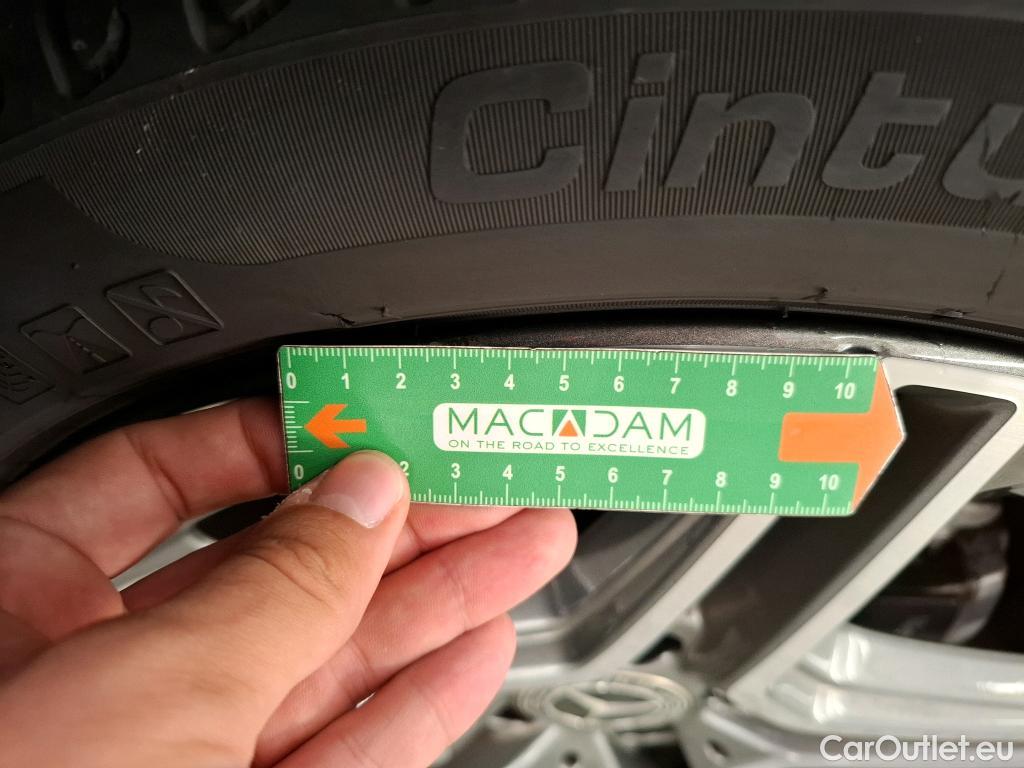 Cintu
0 1 2 3 4 5 6 7 8 9 10
MACADAM
ON THE ROAD TO EXCELLENCE
0 2 3 4 5 6 7 8 9 10
CarOutlet.eu